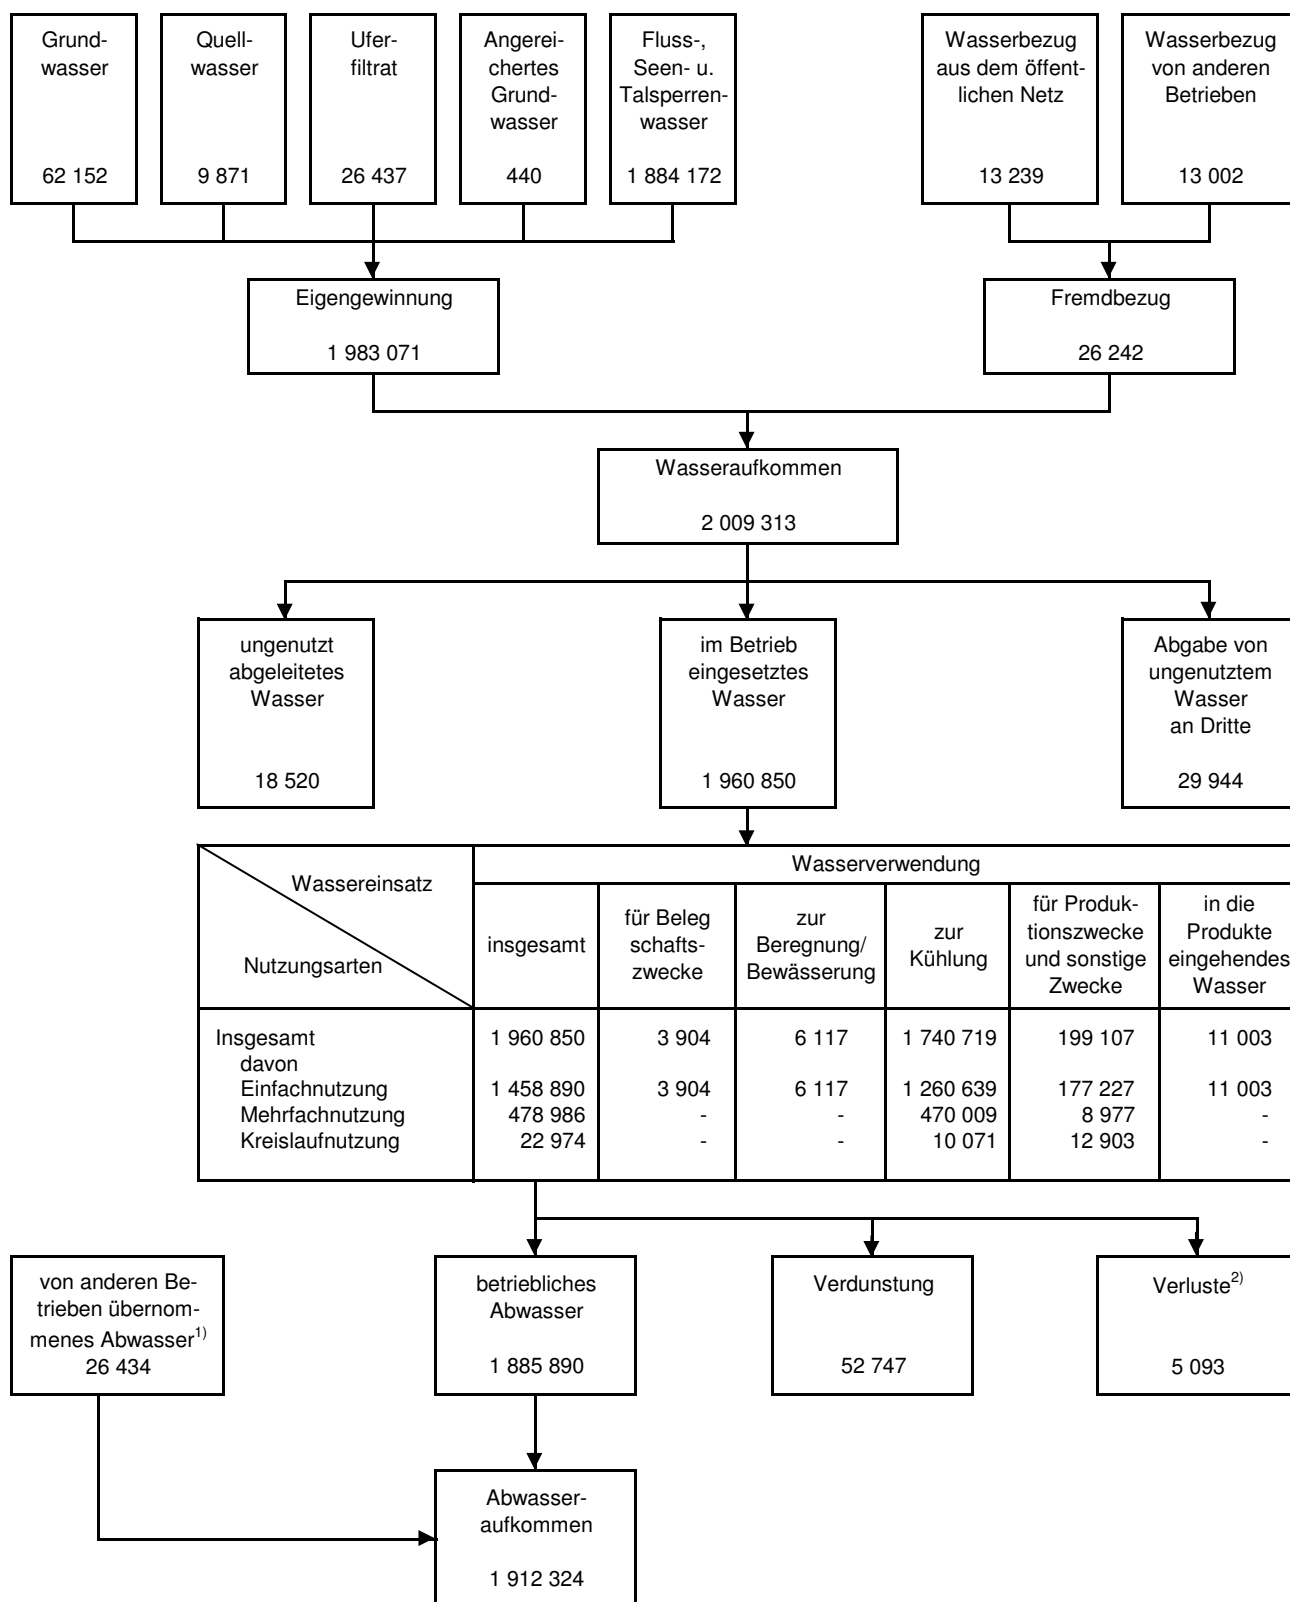 Grund-
wasser
62 152
Quell-
wasser
9 871
Ufer-
filtrat
26 437
Angerei-
chertes
Grund-
wasser
440
Fluss-,
Seen- u.
Talsperren-
wasser
1 884 172
Wasserbezug
aus dem öffent-
lichen Netz
13 239
Wasserbezug
von anderen
Betrieben
13 002
Eigengewinnung
1 983 071
Fremdbezug
26 242
Wasseraufkommen
2 009 313
ungenutzt
abgeleitetes
Wasser
18 520
im Betrieb
eingesetztes
Wasser
1 960 850
Abgabe von
ungenutztem
Wasser
an Dritte
29 944
Wassereinsatz
Nutzungsarten
Wasserverwendung
insgesamt
für Beleg
schafts-
zwecke
zur
Beregnung/
Bewässerung
zur
Kühlung
für Produk-
tionszwecke
und sonstige
Zwecke
in die
Produkte
eingehendes
Wasser
Insgesamt 1 960 850 3 904 6 117 1 740 719 199 107 11 003
davon
Einfachnutzung 1 458 890 3 904 6 117 1 260 639 177 227 11 003
Mehrfachnutzung 478 986 - - 470 009 8 977 -
Kreislaufnutzung 22 974 - - 10 071 12 903 -
von anderen Be-
trieben übernom-
menes Abwasser1)
26 434
betriebliches
Abwasser
1 885 890
Verdunstung
52 747
Verluste2)
5 093
Abwasser-
aufkommen
1 912 324